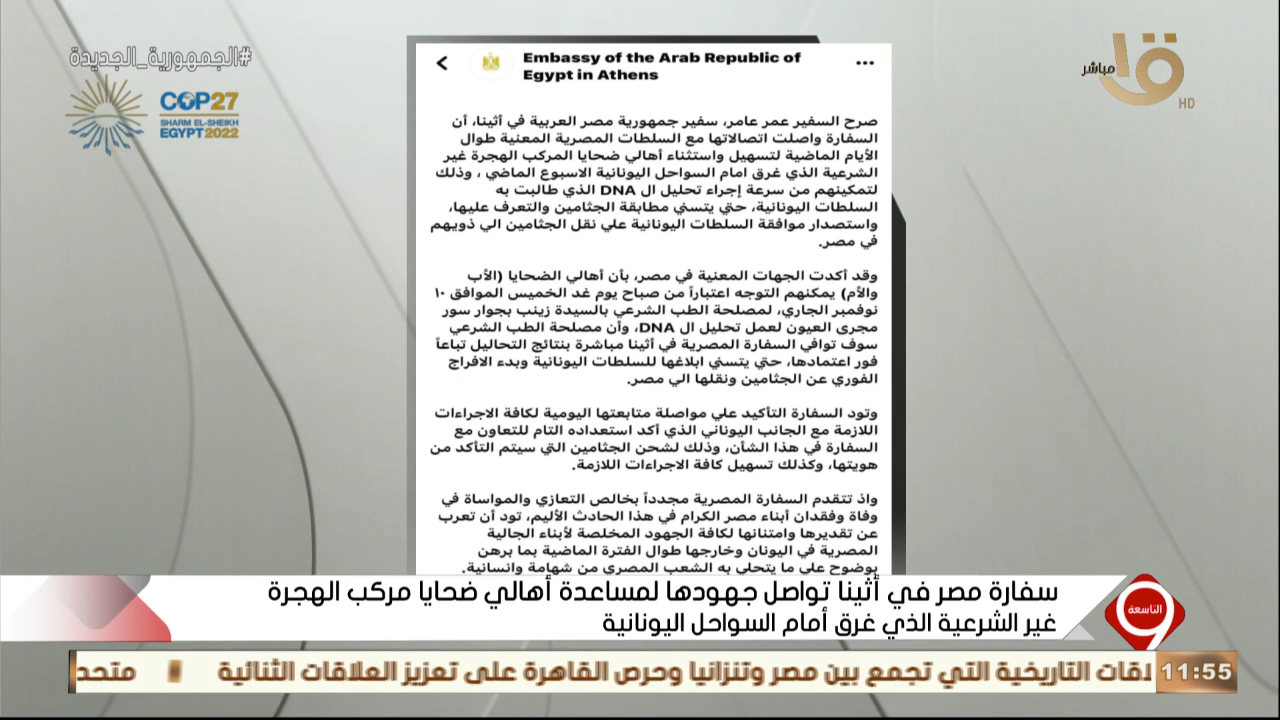 #الجمهورية_الجديدة
COP27
SHARM EL-SHEIKH
EGYPT 2022
مباشر
HD
Embassy of the Arab Republic of
Egypt in Athens
صرح السفير عمر عامر، سفير جمهورية مصر العربية في أثينا، أن
السفارة واصلت اتصالاتها مع السلطات المصرية المعنية طوال
الأيام الماضية لتسهيل واستثناء أهالي ضحايا المركب الهجرة غير
الشرعية الذي غرق امام السواحل اليونانية الاسبوع الماضي ، وذلك
لتمكينهم من سرعة إجراء تحليل ال DNA الذي طالبت به
السلطات اليونانية، حتي يتسني مطابقة الجثامين والتعرف عليها،
واستصدار موافقة السلطات اليونانية علي نقل الجثامين الي ذويهم
في مصر.
وقد أكدت الجهات المعنية في مصر، بأن أهالي الضحايا (الأب
والأم) يمكنهم التوجه اعتباراً من صباح يوم غد الخميس الموافق ١٠
نوفمبر الجاري، لمصلحة الطب الشرعي بالسيدة زينب بجوار سور
مجرى العيون لعمل تحليل ال DNA، وأن مصلحة الطب الشرعي
سوف توافي السفارة المصرية في أثينا مباشرة بنتائج التحاليل تباعاً
فور اعتمادها، حتي يتسني ابلاغها للسلطات اليونانية وبدء الافراج
الفوري عن الجثامين ونقلها الي مصر.
وتود السفارة التأكيد علي مواصلة متابعتها اليومية لكافة الاجراءات
اللازمة مع الجانب اليوناني الذي أكد استعداده التام للتعاون مع
السفارة في هذا الشأن، وذلك لشحن الجثامين التي سيتم التأكد من
هويتها، وكذلك تسهيل كافة الاجراءات اللازمة.
واذ تتقدم السفارة المصرية مجدداً بخالص التعازي والمواساة في
وفاة وفقدان أبناء مصر الكرام في هذا الحادث الأليم، تود أن تعرب
عن تقديرها وامتنانها لكافة الجهود المخلصة لأبناء الجالية
المصرية في اليونان وخارجها طوال الفترة الماضية بما برهن
بوضوح علي ما يتحلي به الشعب المصري من شهامة وانسانية.
سفارة مصر في أثينا تواصل جهودها لمساعدة أهالي ضحايا مركب الهجرة
غير الشرعية الذي غرق أمام السواحل اليونانية
التاسعة
11:55
لاقات التاريخية التي تجمع بين مصر وتنزانيا وحرص القاهرة على تعزيز العلاقات الثنائية
متحد